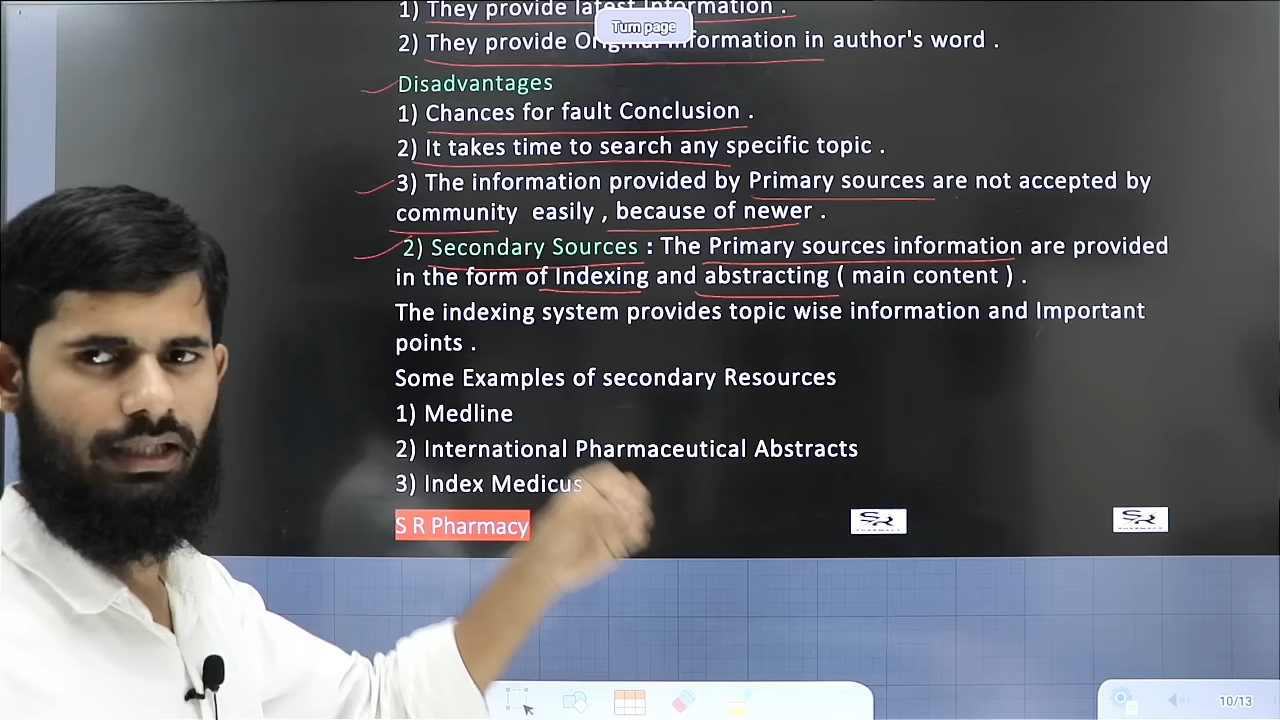 1) They provide latest Information .
Turn page
2) They provide Original Information in author's word .
Disadvantages
1) Chances for fault Conclusion .
2) It takes time to search any specific topic .
3) The information provided by Primary sources are not accepted by
community easily , because of newer .
2) Secondary Sources : The Primary sources information are provided
in the form of Indexing and abstracting ( main content ) .
The indexing system provides topic wise information and Important
points .
Some Examples of secondary Resources
1) Medline
2) International Pharmaceutical Abstracts
3) Index Medicus
S R Pharmacy
SR
PHARMACY
SR
PHARMACY
10/13